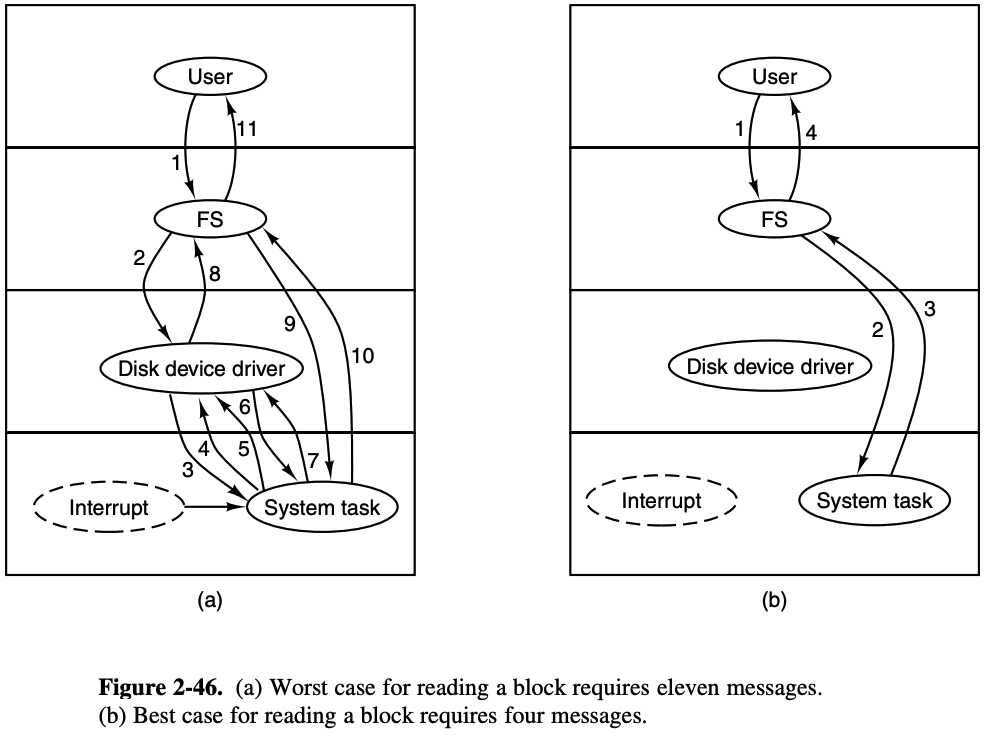 User
1
11
FS
2
8
9
10
Disk device driver
6
3
4
5
7
Interrupt
System task
(a)
User
1
4
FS
2
3
Disk device driver
Interrupt
System task
(b)
Figure 2-46. (a) Worst case for reading a block requires eleven messages.
(b) Best case for reading a block requires four messages.